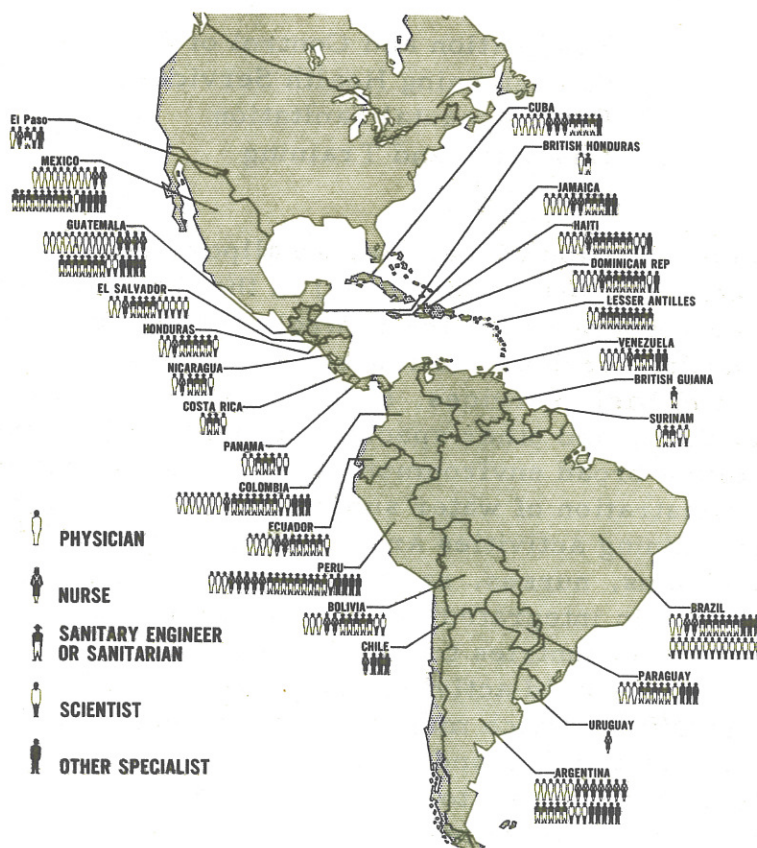 El Paso
MEXICO
GUATEMALA
EL SALVADOR
HONDURAS
NICARAGUA
COSTA RICA
PANAMA
COLOMBIA
ECUADOR
PERU
BOLIVIA
CHILE
CUBA
BRITISH HONDURAS
JAMAICA
HAITI
DOMINICAN REP
LESSER ANTILLES
VENEZUELA
BRITISH GUIANA
SURINAM
BRAZIL
PARAGUAY
URUGUAY
ARGENTINA
PHYSICIAN
NURSE
SANITARY ENGINEER
OR SANITARIAN
SCIENTIST
OTHER SPECIALIST